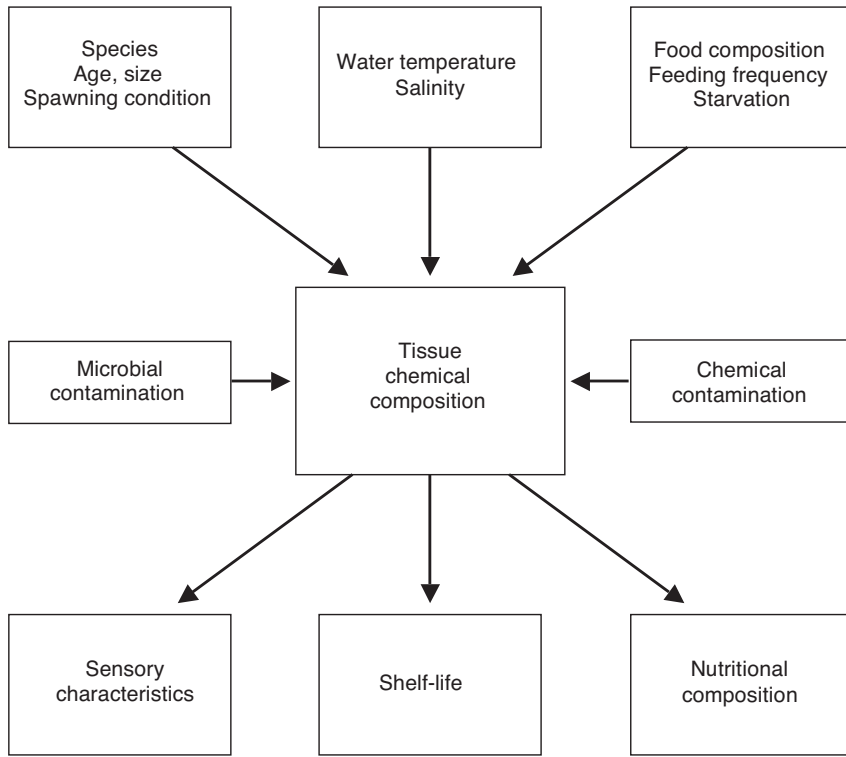 Species
Age, size
Spawning condition
Water temperature
Salinity
Food composition
Feeding frequency
Starvation
Microbial
contamination
Tissue
chemical
composition
Chemical
contamination
Sensory
characteristics
Shelf-life
Nutritional
composition